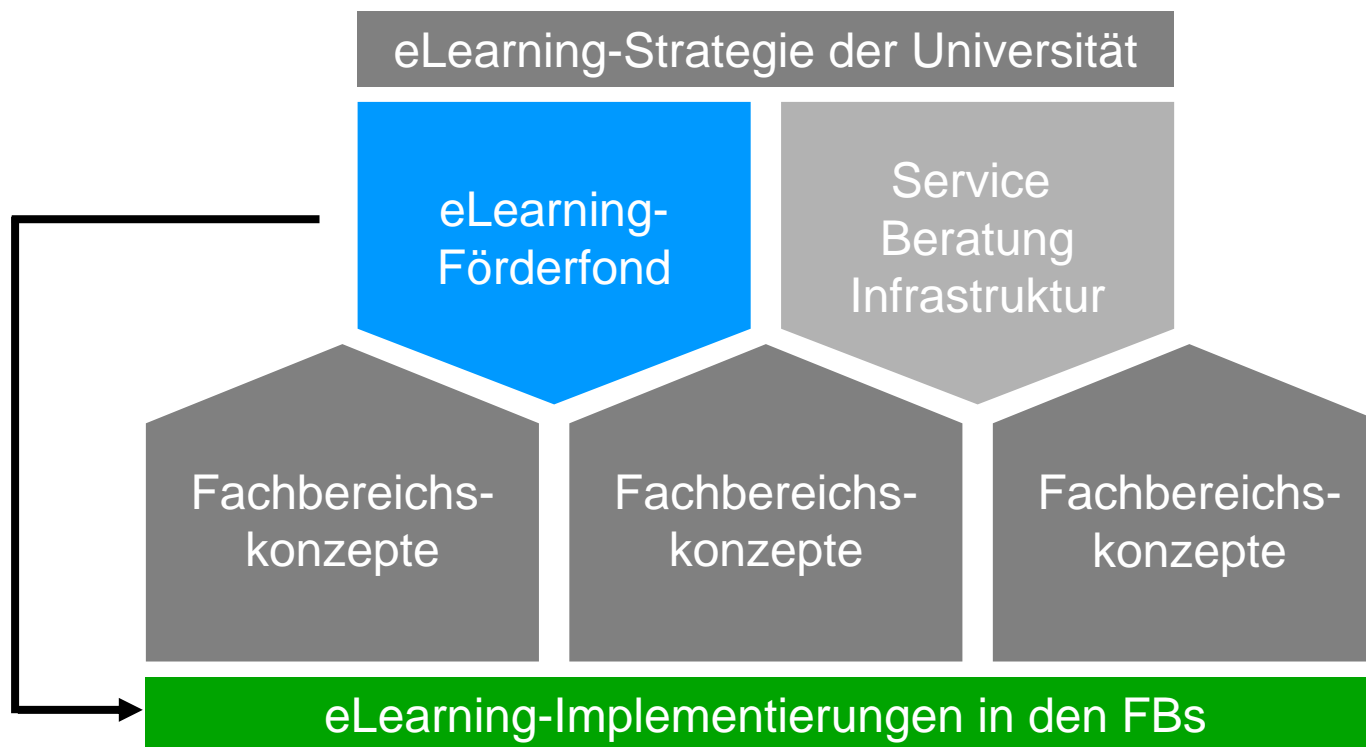 eLearning-Strategie der Universität
eLearning-
Förderfond
Service
Beratung
Infrastruktur
Fachbereichs-
konzepte
Fachbereichs-
konzepte
Fachbereichs-
konzepte
eLearning-Implementierungen in den FBs